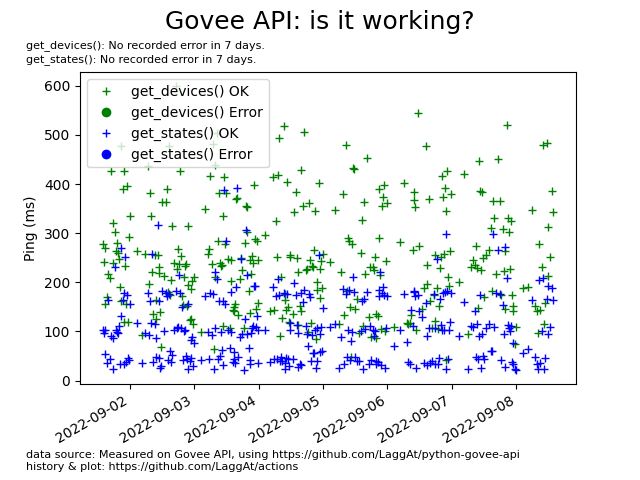 Govee API: is it working?
get_devices(): No recorded error in 7 days.
get_states(): No recorded error in 7 days.
600
500
400
300
200
100
0
Ping (ms)
get_devices() OK
get_devices() Error
get_states() OK
get_states() Error
2022-09-02
2022-09-03
2022-09-04
2022-09-05
2022-09-06
2022-09-07
2022-09-08
data source: Measured on Govee API, using https://github.com/LaggAt/python-govee-api
history & plot: https://github.com/LaggAt/actions